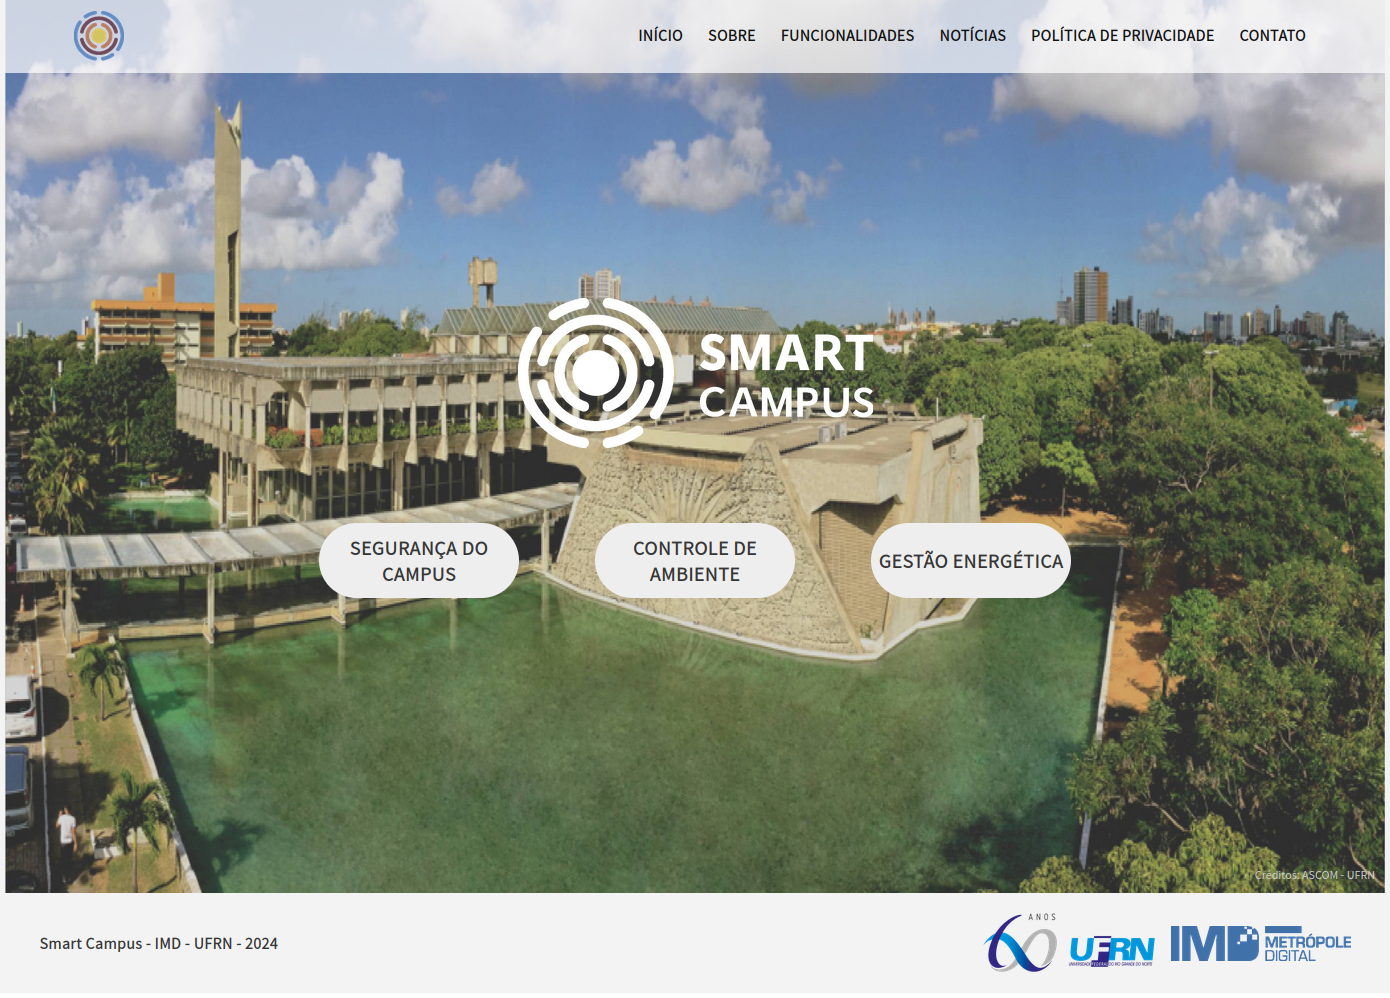 INÍCIO SOBRE FUNCIONALIDADES NOTÍCIAS POLÍTICA DE PRIVACIDADE CONTATO
SMART
CAMPUS
SEGURANÇA DO
CAMPUS
CONTROLE DE
AMBIENTE
GESTÃO ENERGÉTICA
Créditos: ASCOM - UFRN
Smart Campus - IMD - UFRN - 2024
60 ANOS
UFRN
UNIVERSIDADE FEDERAL DO RIO GRANDE DO NORTE
IMD
METRÓPOLE
DIGITAL